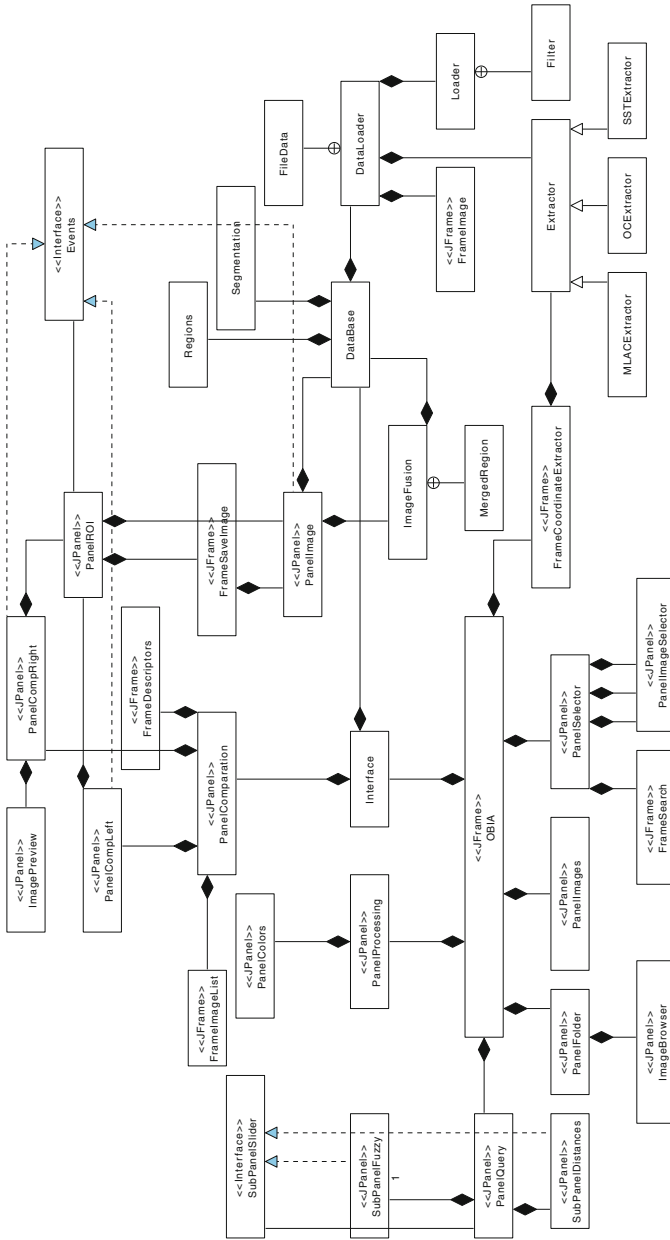 <<JPanel>>
ImagePreview
<<JPanel>>
PanelCompRight
<<JPanel>>
PanelCompLeft
<<JPanel>>
PanelROI
<<Interface>>
Events
<<JFrame>>
FrameDescriptors
<<JFrame>>
FrameImageList
<<JPanel>>
PanelComparation
<<JFrame>>
FrameSaveImage
Regions
Segmentation
FileData
<<Interface>>
SubPanelSlider
<<JPanel>>
PanelColors
<<JPanel>>
PanelImage
<<JPanel>>
SubPanelFuzzy
1
<<JPanel>>
PanelProcessing
Interface
DataBase
DataLoader
ImageFusion
<<JFrame>>
FrameImage
Loader
<<JPanel>>
PanelQuery
<<JFrame>>
OBIA
MergedRegion
<<JFrame>>
FrameCoordinateExtractor
Extractor
Filter
<<JPanel>>
SubPanelDistances
<<JPanel>>
PanelFolder
<<JPanel>>
PanelImages
<<JPanel>>
PanelSelector
MLACExtractor
OCExtractor
SSTExtractor
<<JPanel>>
ImageBrowser
<<JFrame>>
FrameSearch
<<JPanel>>
PanelImageSelector